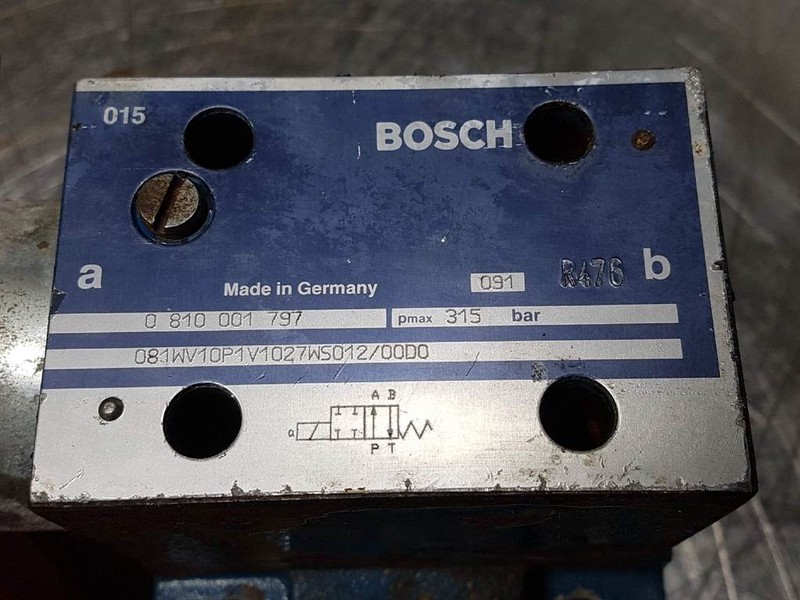 015
BOSCH
a
b
Made in Germany
091
R476
0 810 001 797
pmax 315 bar
081WV10P1V1027WS012/00D0
A B
a
P T